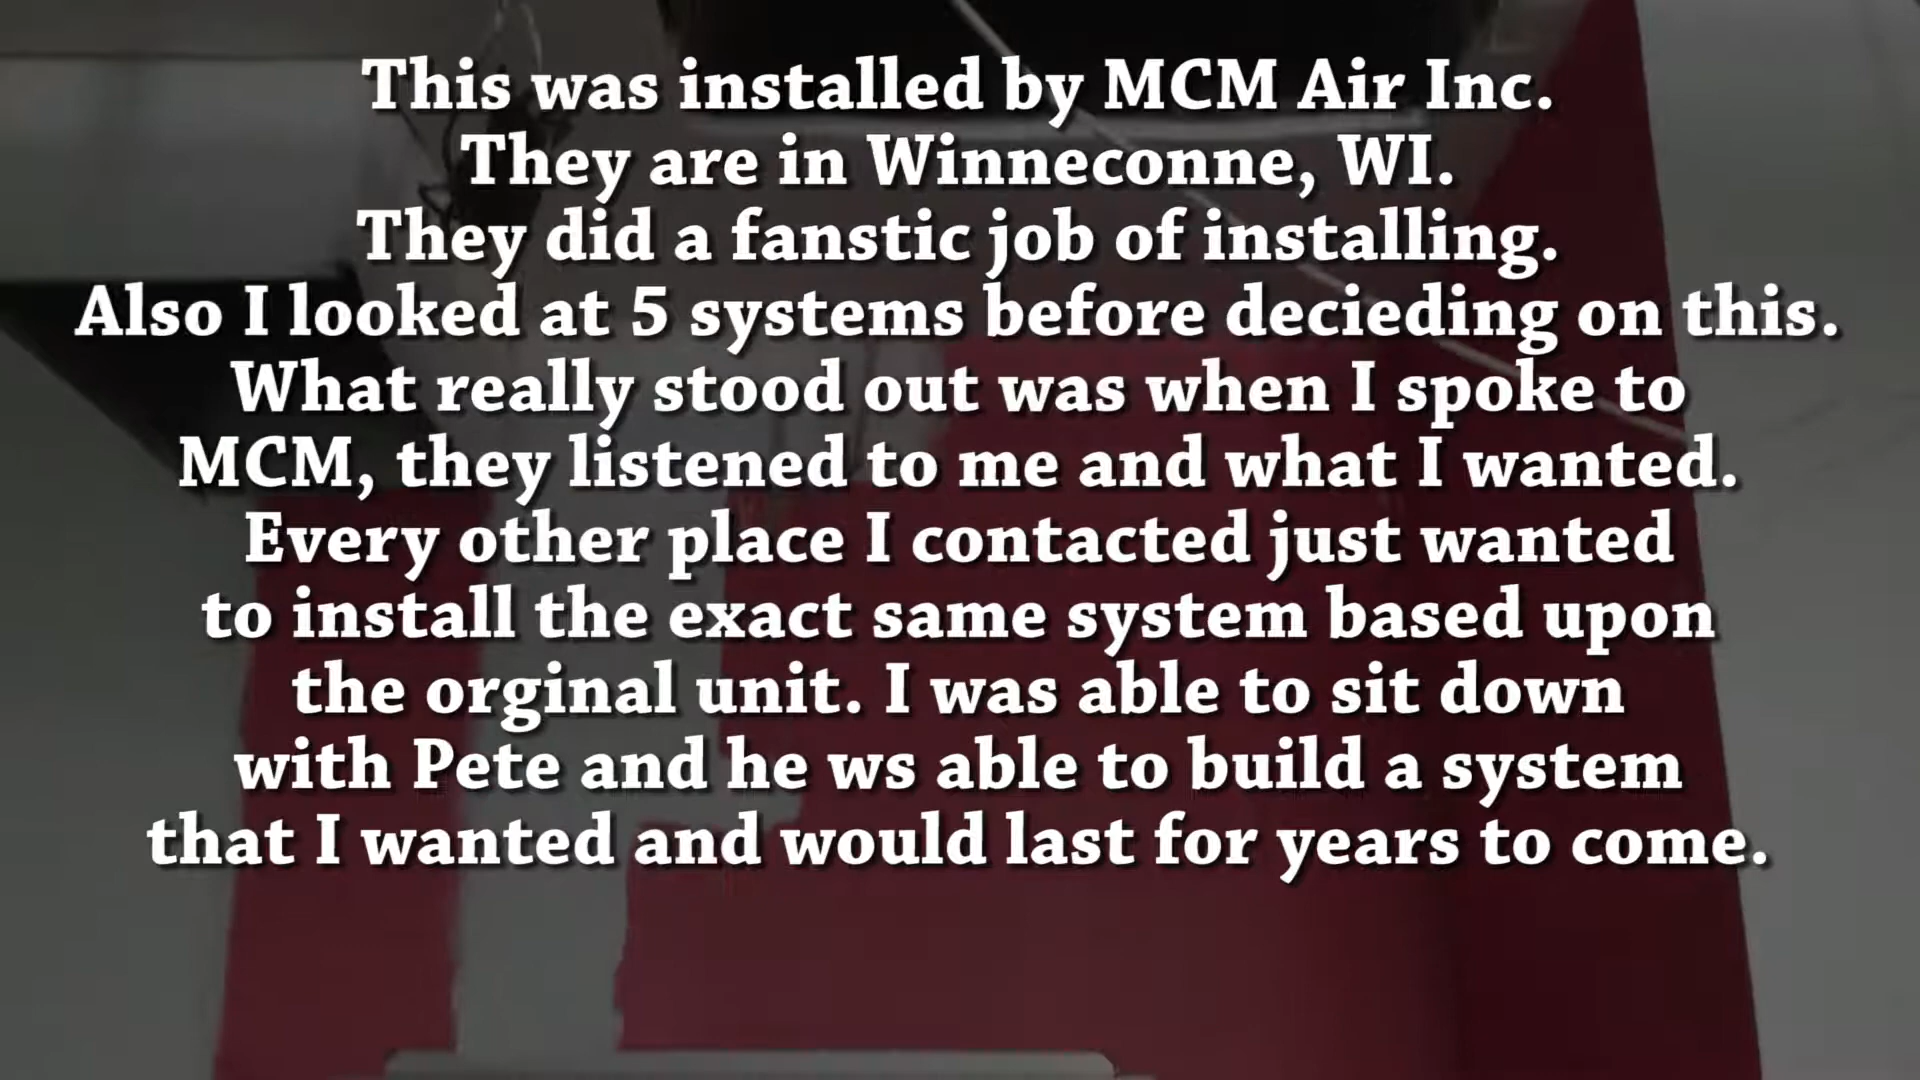 This was installed by MCM Air Inc.
They are in Winneconne, WI.
They did a fanstic job of installing.
Also I looked at 5 systems before decieding on this.
What really stood out was when I spoke to
MCM, they listened to me and what I wanted.
Every other place I contacted just wanted
to install the exact same system based upon
the orginal unit. I was able to sit down
with Pete and he ws able to build a system
that I wanted and would last for years to come.